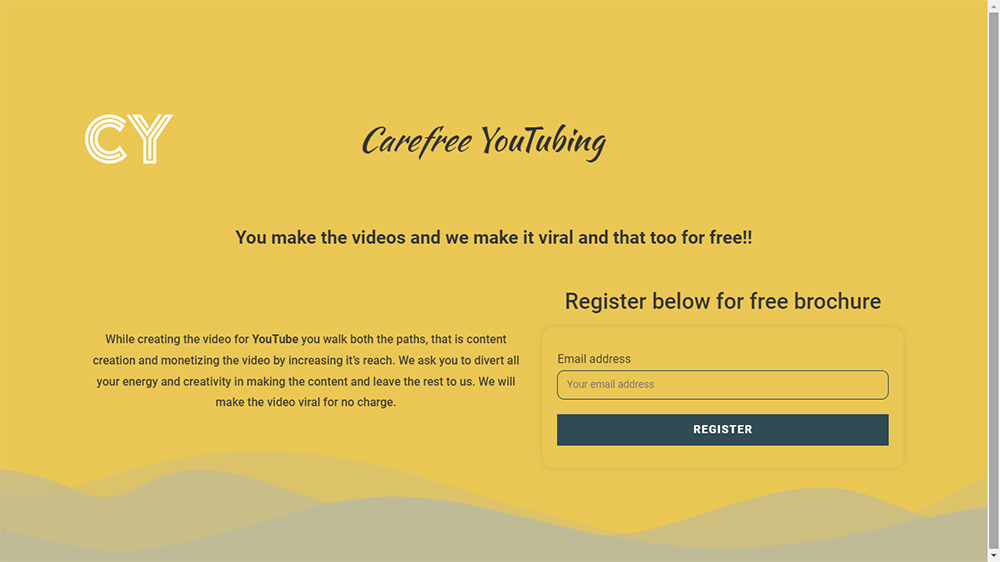 CY
Carefree YouTubing
You make the videos and we make it viral and that too for free!!
Register below for free brochure
While creating the video for YouTube you walk both the paths, that is content
creation and monetizing the video by increasing it's reach. We ask you to divert all
your energy and creativity in making the content and leave the rest to us. We will
make the video viral for no charge.
Email address
Your email address
REGISTER